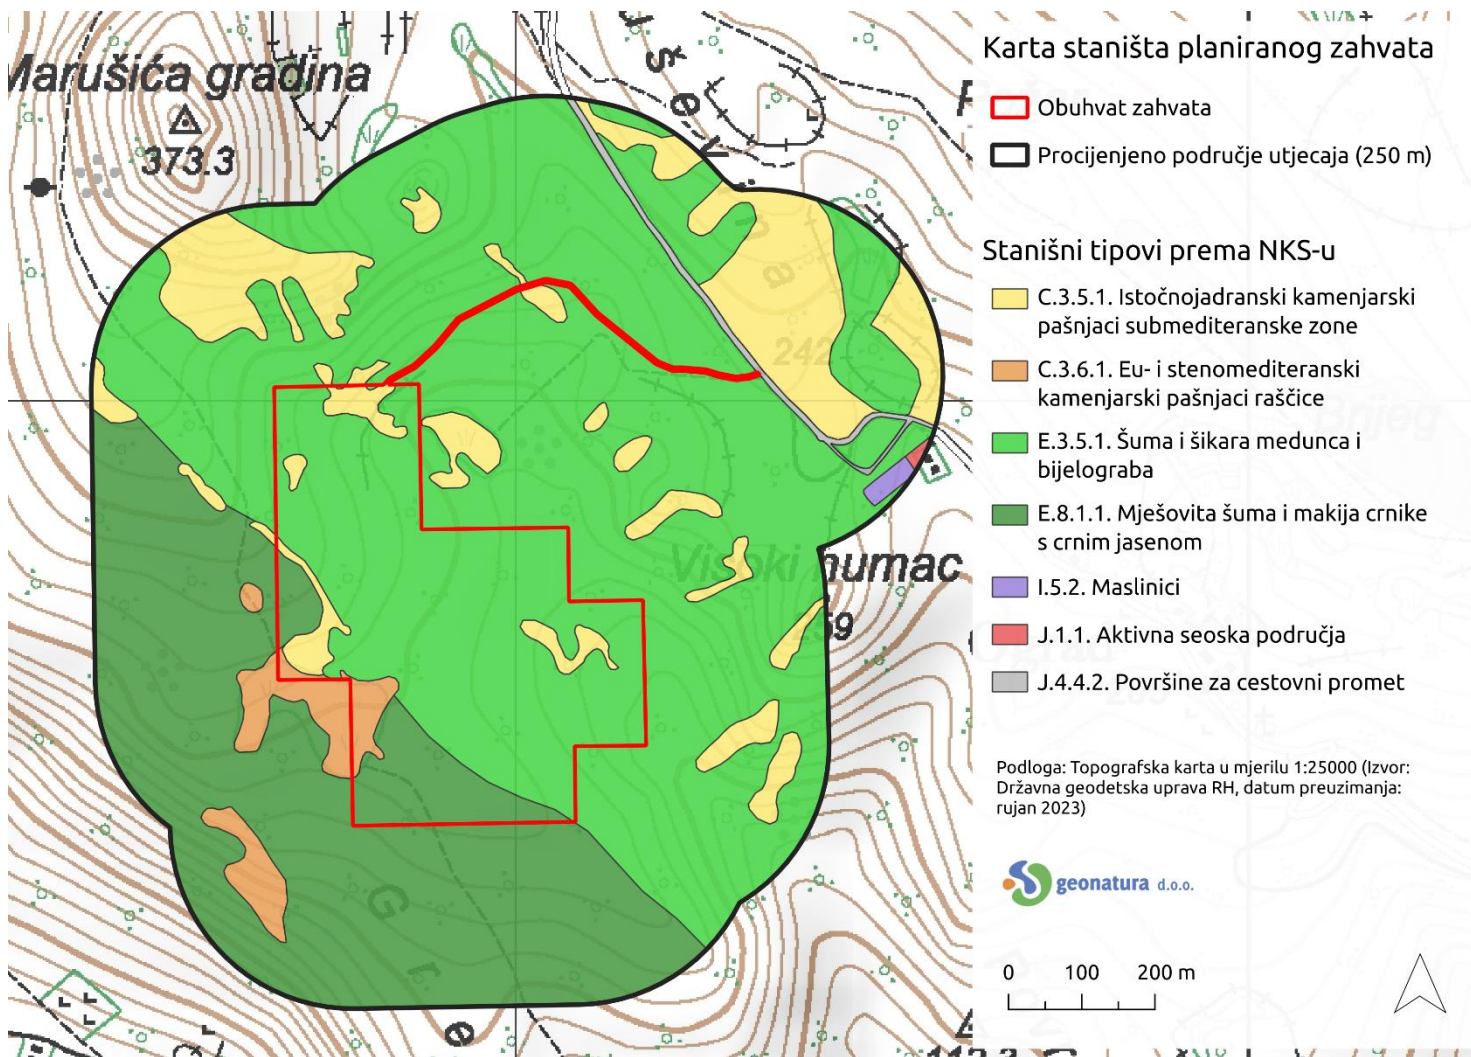 Marušića gradina
373.3
242
Visoki humac
259
Gr
e
Karta staništa planiranog zahvata
Obuhvat zahvata
Procijenjeno područje utjecaja (250 m)
Stanišni tipovi prema NKS-u
C.3.5.1. Istočnojadranski kamenjarski
pašnjaci submediteranske zone
C.3.6.1. Eu- i stenomediteranski
kamenjarski pašnjaci raščice
E.3.5.1. Šuma i šikara medunca i
bijelograba
E.8.1.1. Mješovita šuma i makija crnike
s crnim jasenom
I.5.2. Maslinici
J.1.1. Aktivna seoska područja
J.4.4.2. Površine za cestovni promet
Podloga: Topografska karta u mjerilu 1:25000 (Izvor:
Državna geodetska uprava RH, datum preuzimanja:
rujan 2023)
geonatura d.o.o.
0 100 200 m